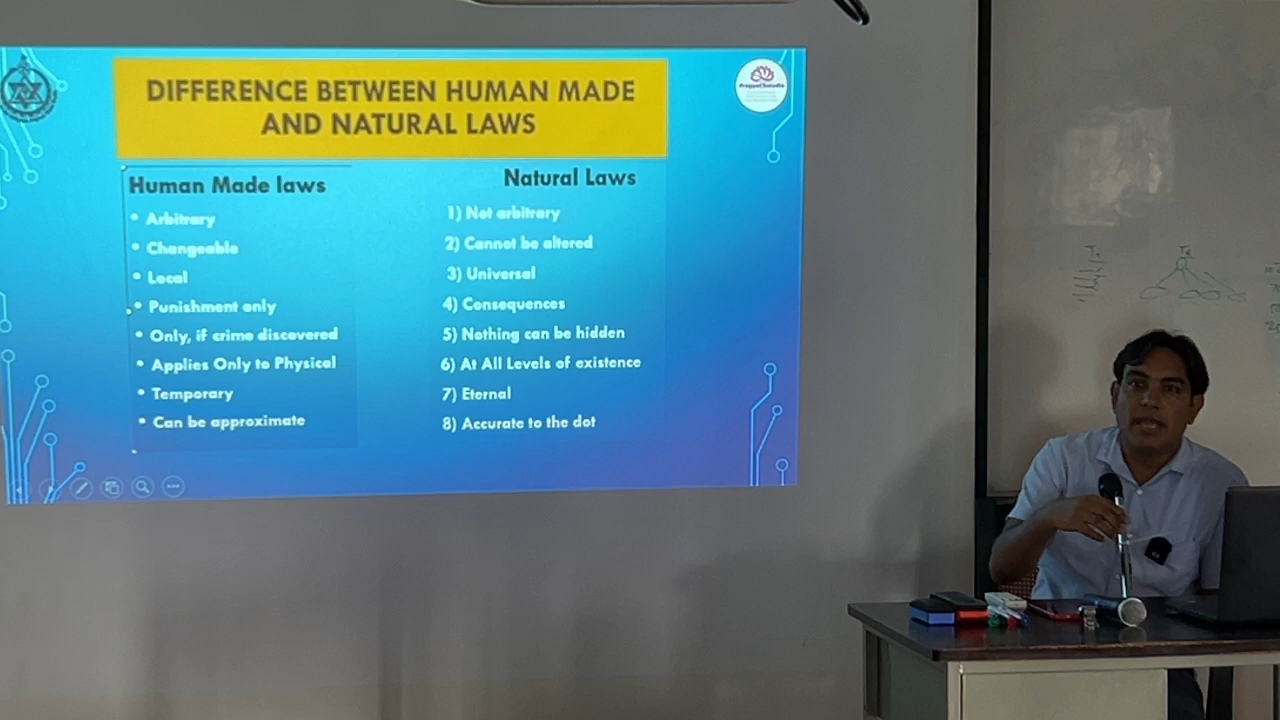 DIFFERENCE BETWEEN HUMAN MADE
AND NATURAL LAWS
Human Made laws
• Arbitrary
• Changeable
• Local
• Punishment only
• Only, if crime discovered
• Applies Only to Physical
• Temporary
• Can be approximate
Natural Laws
1) Not arbitrary
2) Cannot be altered
3) Universal
4) Consequences
5) Nothing can be hidden
6) At All Levels of existence
7) Eternal
8) Accurate to the dot